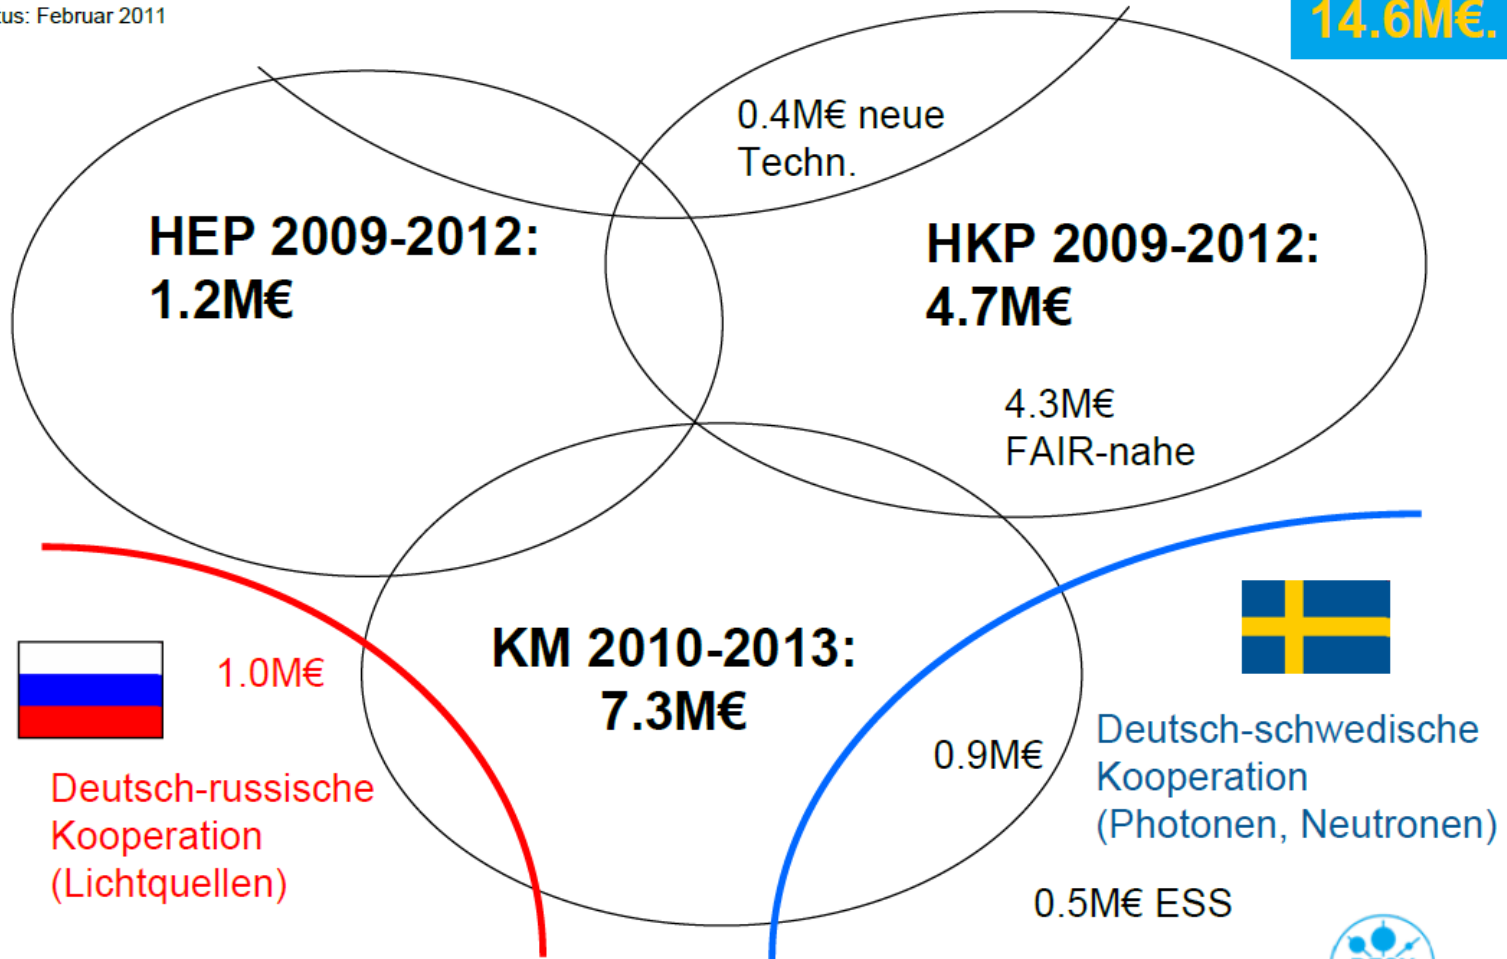 tus: Februar 2011
14.6M€.
0.4M€ neue
Techn.
HEP 2009-2012:
1.2M€
HKP 2009-2012:
4.7M€
4.3M€
FAIR-nahe
KM 2010-2013:
7.3M€
1.0M€
Deutsch-russische
Kooperation
(Lichtquellen)
0.9M€
Deutsch-schwedische
Kooperation
(Photonen, Neutronen)
0.5M€ ESS